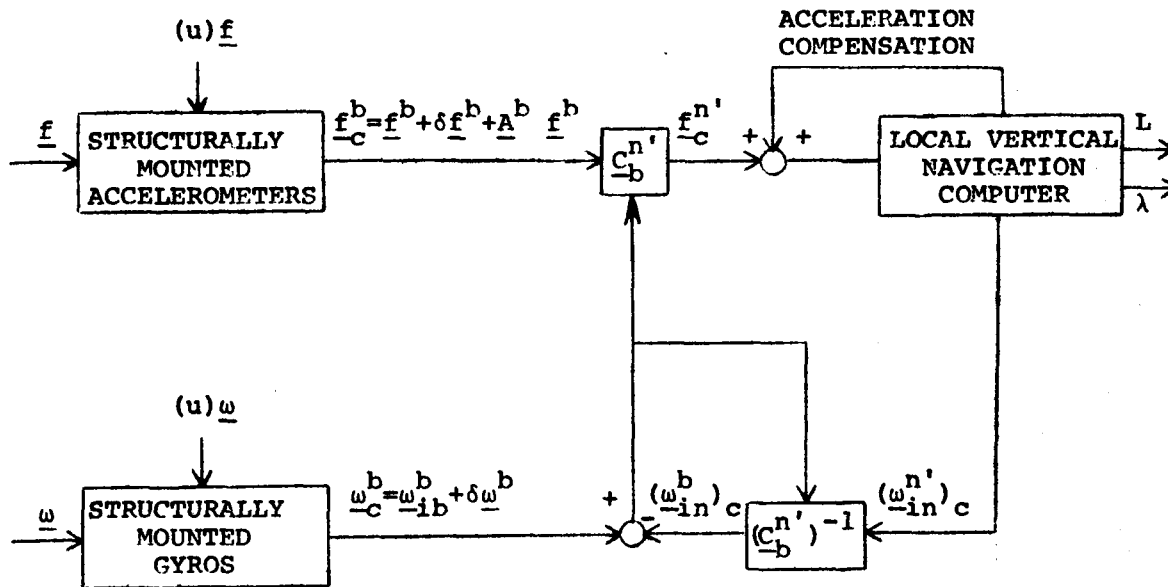 ACCELERATION
COMPENSATION
(u)f
f
STRUCTURALLY
MOUNTED
ACCELEROMETERS
f_c^b=f^b+δf^b+A^b f^b
C_b^n'
f_c^n'
+
+
LOCAL VERTICAL
NAVIGATION
COMPUTER
L
λ
(u)ω
ω
STRUCTURALLY
MOUNTED
GYROS
ω_c^b=ω_ib^b+δω^b
+
-
(ω_in^b)_c
(C_b^n')^-1
(ω_in^n')_c